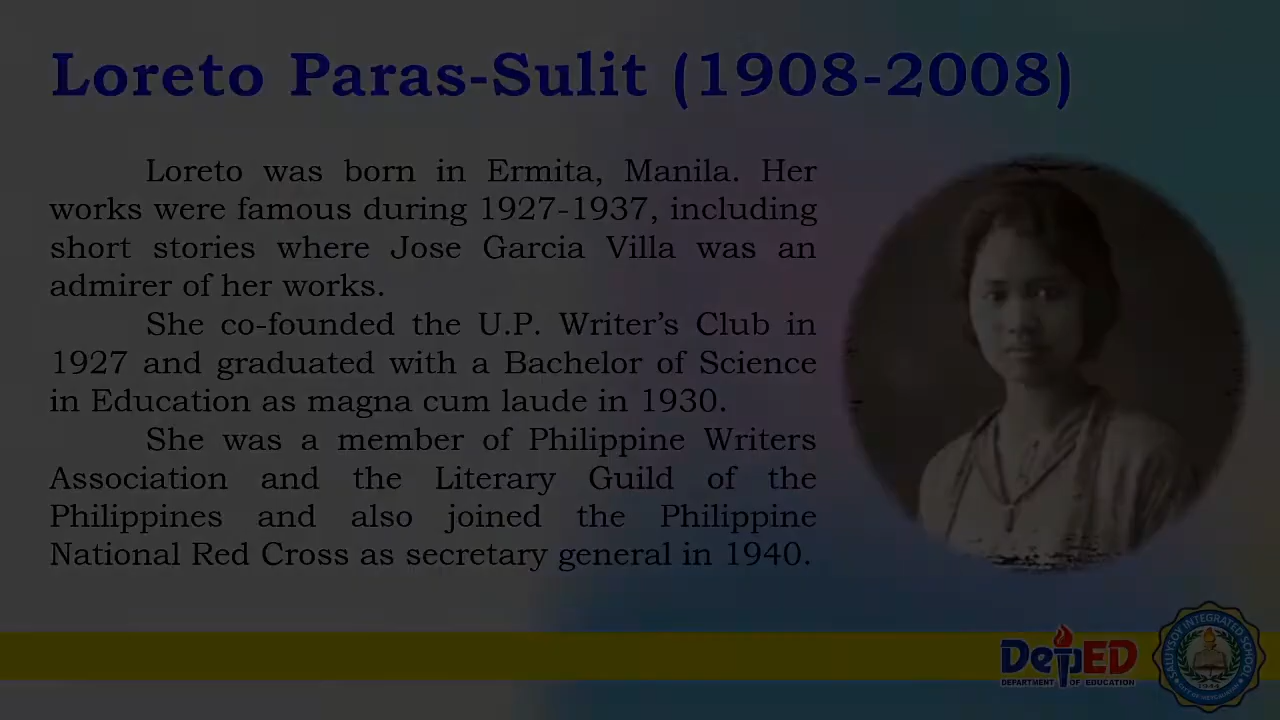 Loreto Paras-Sulit (1908-2008)
Loreto was born in Ermita, Manila. Her
works were famous during 1927-1937, including
short stories where Jose Garcia Villa was an
admirer of her works.
She co-founded the U.P. Writer's Club in
1927 and graduated with a Bachelor of Science
in Education as magna cum laude in 1930.
She was a member of Philippine Writers
Association and the Literary Guild of the
Philippines and also joined the Philippine
National Red Cross as secretary general in 1940.
DepED
DEPARTMENT OF EDUCATION
INTEGRATED SCHOOL